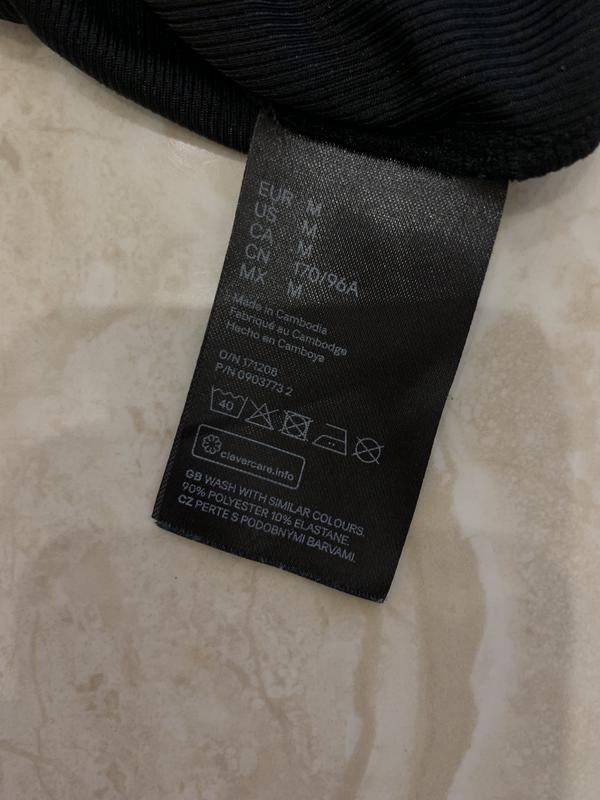 EUR M
US M
CA M
CN 170/96A
MX M
Made in Cambodia
Fabriqué au Cambodge
Hecho en Camboya
O/N 171208
P/N 0903773 2
40
clevercare.info
GB WASH WITH SIMILAR COLOURS.
90% POLYESTER 10% ELASTANE.
CZ PERTE S PODOBNÝMI BARVAMI.